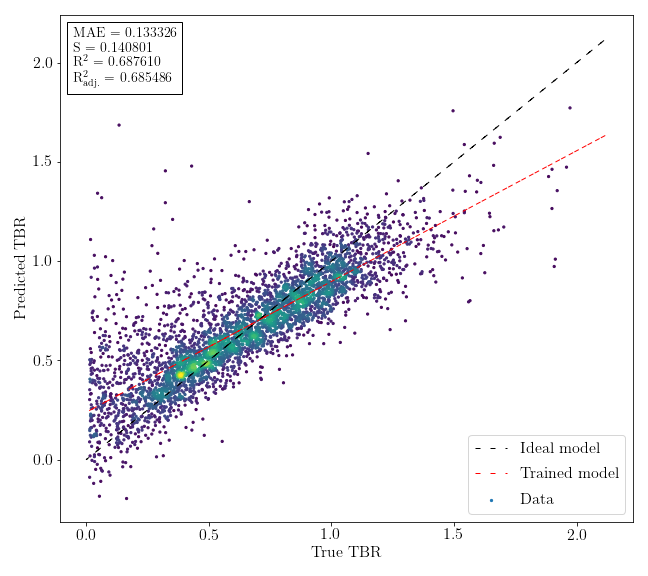 MAE = 0.133326
S = 0.140801
R² = 0.687610
R²adj. = 0.685486
2.0
1.5
1.0
0.5
0.0
Predicted TBR
0.0 0.5 1.0 1.5 2.0
True TBR
Ideal model
Trained model
Data